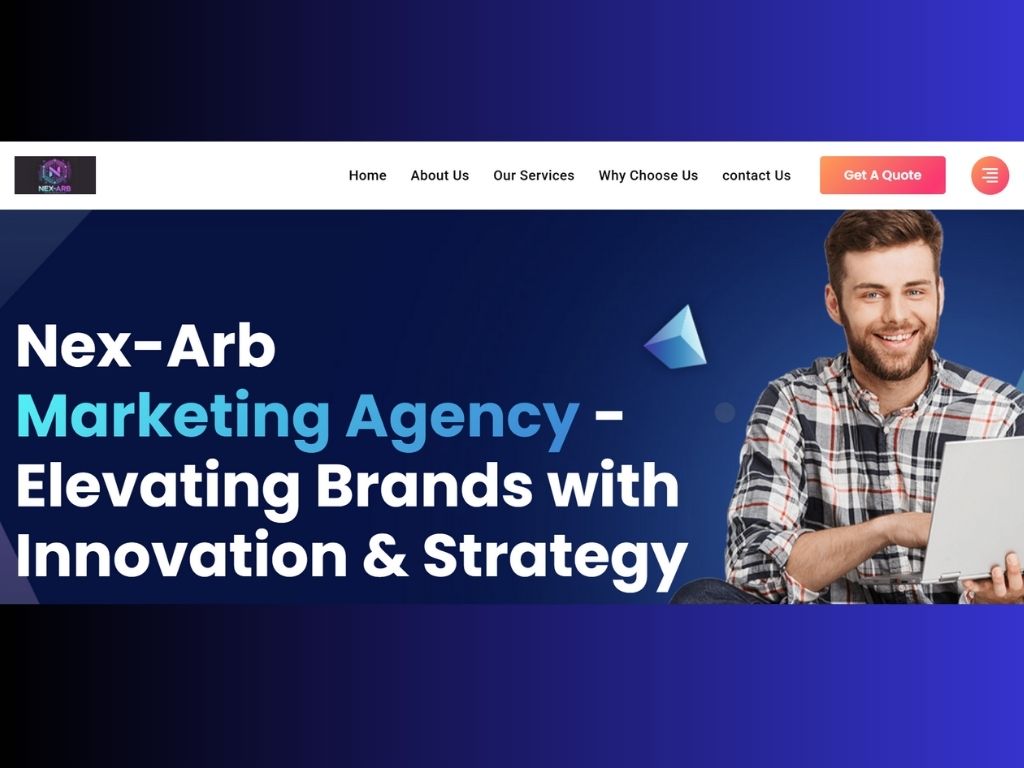 NEX-ARB
Home About Us Our Services Why Choose Us contact Us Get A Quote
Nex-Arb
Marketing Agency -
Elevating Brands with
Innovation & Strategy